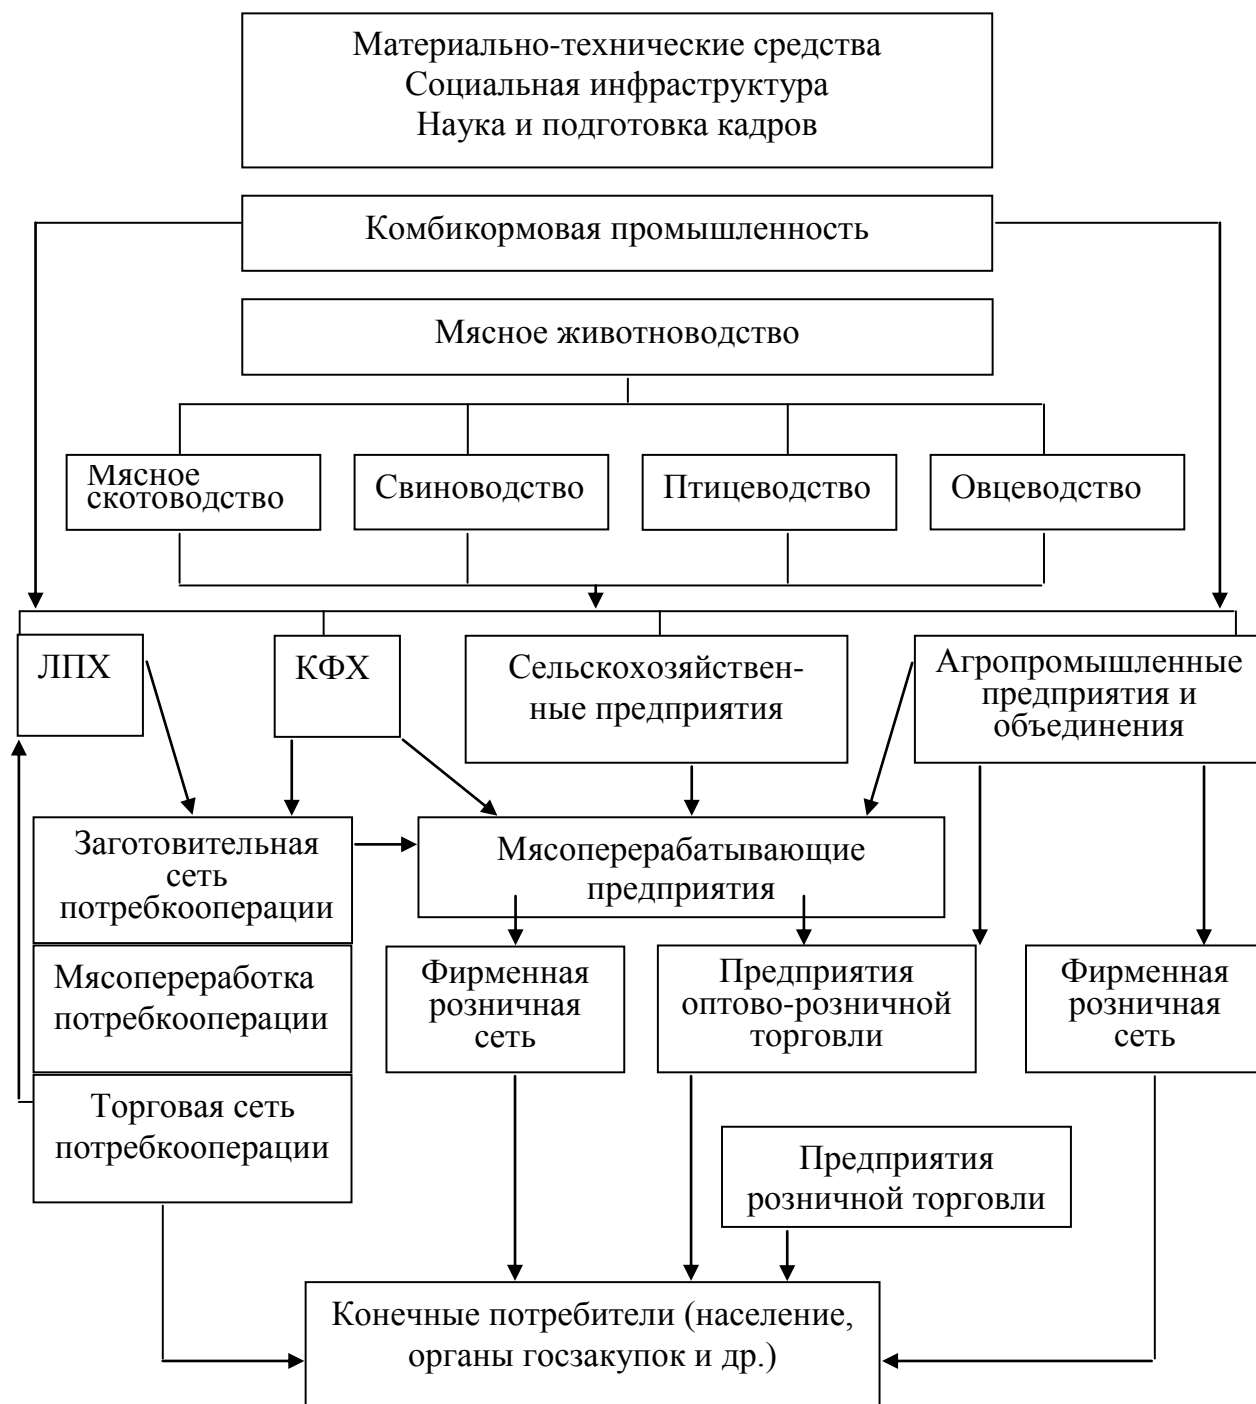 Материально-технические средства
Социальная инфраструктура
Наука и подготовка кадров
Комбикормовая промышленность
Мясное животноводство
Мясное
скотоводство
Свиноводство
Птицеводство
Овцеводство
ЛПХ
КФХ
Сельскохозяйствен-
ные предприятия
Агропромышленные
предприятия и
объединения
Заготовительная
сеть
потребкооперации
Мясоперерабатывающие
предприятия
Мясопереработка
потребкооперации
Фирменная
розничная
сеть
Предприятия
оптово-розничной
торговли
Фирменная
розничная
сеть
Торговая сеть
потребкооперации
Предприятия
розничной торговли
Конечные потребители (население,
органы госзакупок и др.)